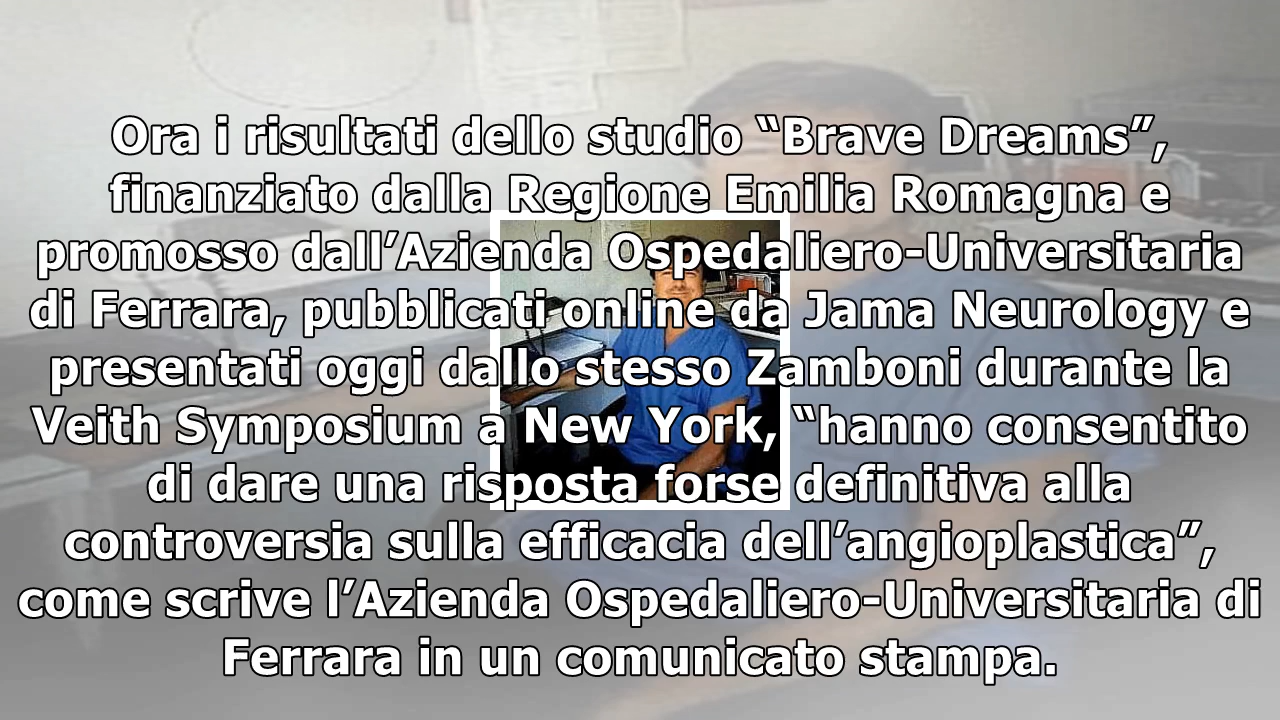 Ora i risultati dello studio “Brave Dreams”,
finanziato dalla Regione Emilia Romagna e
promosso dall’Azienda Ospedaliero-Universitaria
di Ferrara, pubblicati online da Jama Neurology e
presentati oggi dallo stesso Zamboni durante la
Veith Symposium a New York, “hanno consentito
di dare una risposta forse definitiva alla
controversia sulla efficacia dell’angioplastica”,
come scrive l’Azienda Ospedaliero-Universitaria di
Ferrara in un comunicato stampa.